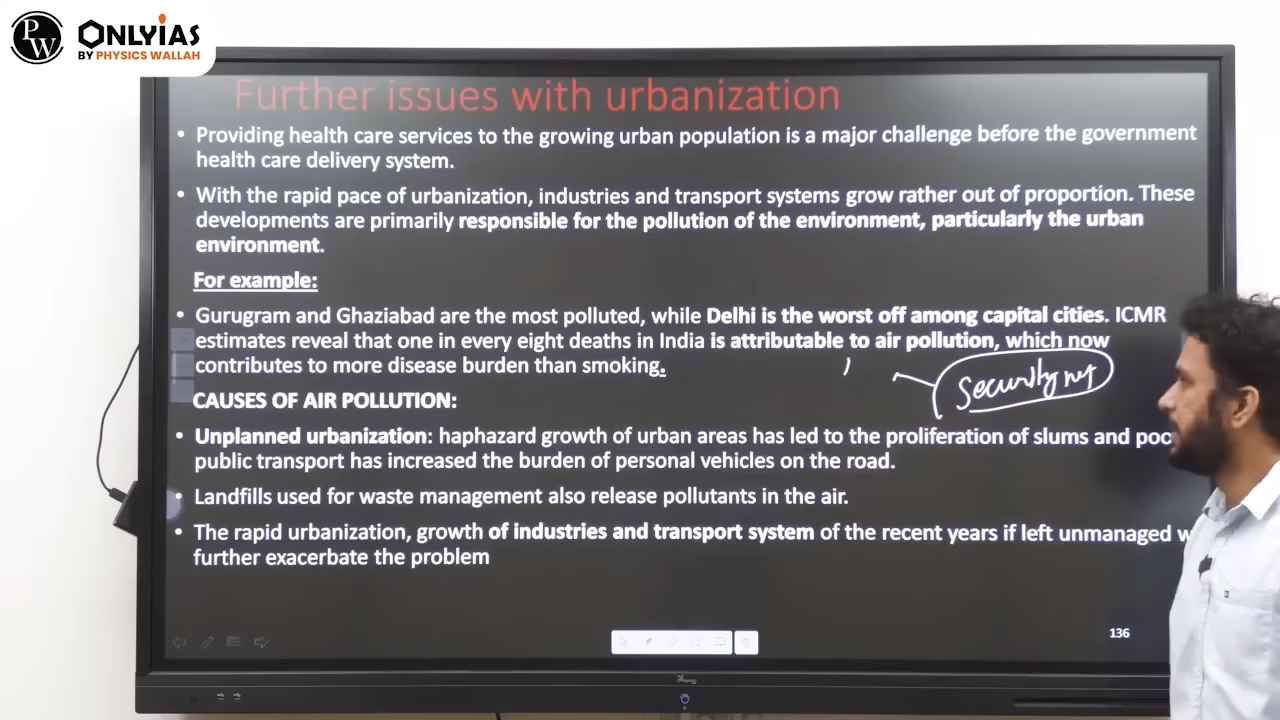 PW
ONLYIAS
BY PHYSICS WALLAH
Further issues with urbanization
• Providing health care services to the growing urban population is a major challenge before the government
health care delivery system.
• With the rapid pace of urbanization, industries and transport systems grow rather out of proportion. These
developments are primarily responsible for the pollution of the environment, particularly the urban
environment.
For example:
• Gurugram and Ghaziabad are the most polluted, while Delhi is the worst off among capital cities. ICMR
estimates reveal that one in every eight deaths in India is attributable to air pollution, which now
contributes to more disease burden than smoking.
Security
CAUSES OF AIR POLLUTION:
• Unplanned urbanization: haphazard growth of urban areas has led to the proliferation of slums and
public transport has increased the burden of personal vehicles on the road.
• Landfills used for waste management also release pollutants in the air.
• The rapid urbanization, growth of industries and transport system of the recent years if left unmanaged
further exacerbate the problem
136